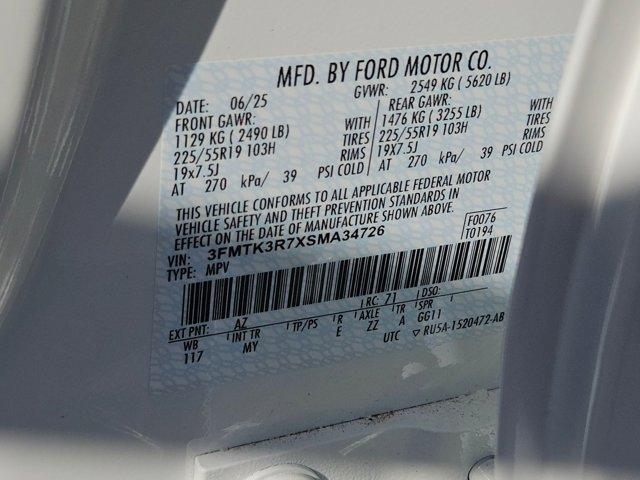 MFD. BY FORD MOTOR CO.
DATE: 06/25 GVWR: 2549 KG ( 5620 LB)
FRONT GAWR: REAR GAWR:
1129 KG ( 2490 LB) WITH 1476 KG ( 3255 LB) WITH
225/55R19 103H TIRES 225/55R19 103H TIRES
19x7.5J RIMS 19X7.5J RIMS
AT 270 kPa/ 39 PSI COLD AT 270 kPa/ 39 PSI COLD
THIS VEHICLE CONFORMS TO ALL APPLICABLE FEDERAL MOTOR
VEHICLE SAFETY AND THEFT PREVENTION STANDARDS IN
EFFECT ON THE DATE OF MANUFACTURE SHOWN ABOVE.
VIN: 3FMTK3R7XSMA34726 F0076
TYPE: MPV T0194
EXT PNT: AZ RC: 71 DSO:
WB INT TR TP/PS R AXLE TR SPR
117 MY E ZZ A GG11
UTC ▽ RU5A-1520472-AB